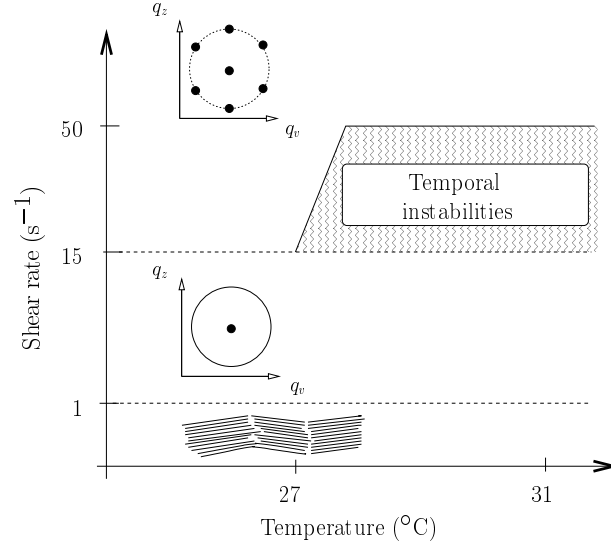 q_z
q_v
50
Temporal
instabilities
15
Shear rate (s⁻¹)
q_z
q_v
1
27
31
Temperature (°C)